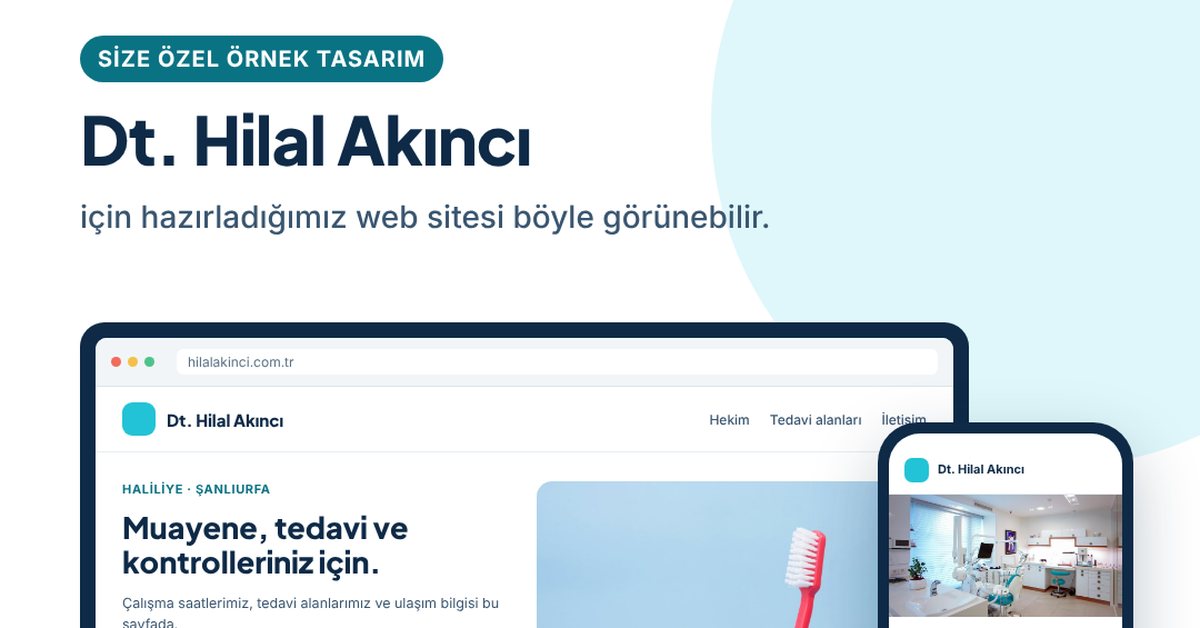 SİZE ÖZEL ÖRNEK TASARIM
Dt. Hilal Akıncı
için hazırladığımız web sitesi böyle görünebilir.
hilalakinci.com.tr
Dt. Hilal Akıncı
Hekim Tedavi alanları İletişim
HALİLİYE · ŞANLIURFA
Muayene, tedavi ve
kontrolleriniz için.
Çalışma saatlerimiz, tedavi alanlarımız ve ulaşım bilgisi bu
sayfada.
Dt. Hilal Akıncı